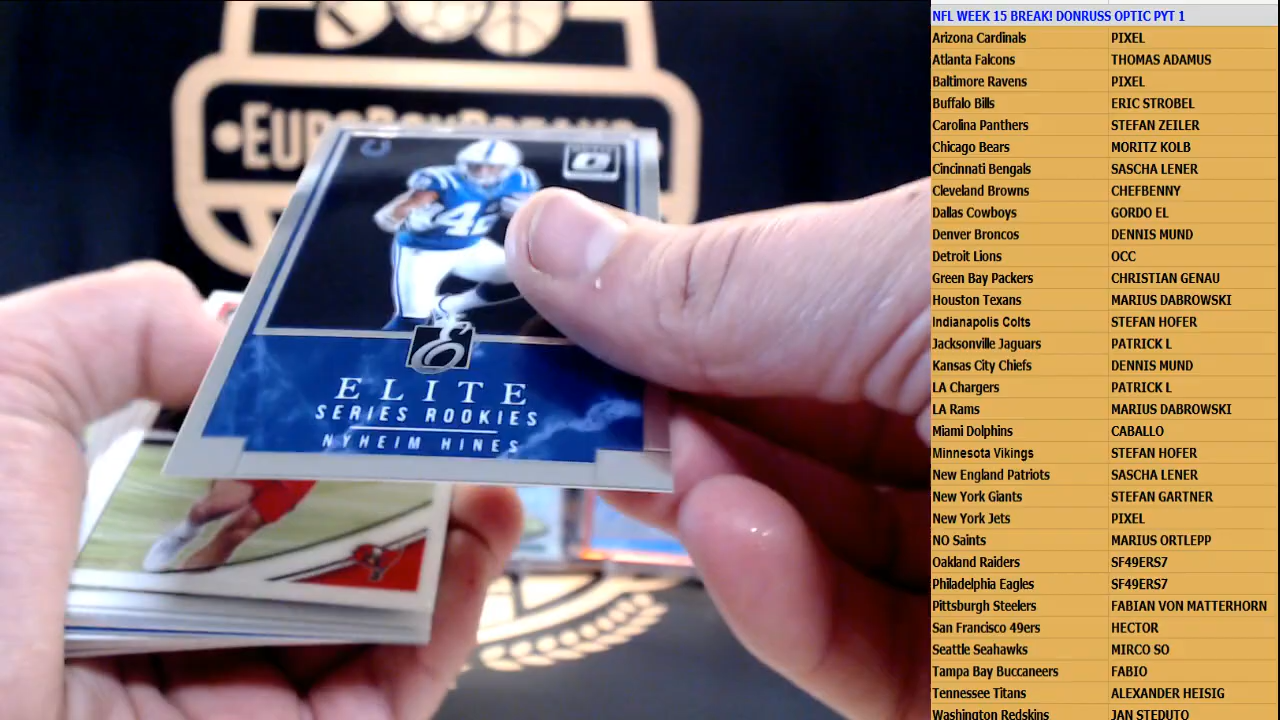 42
ELITE
SERIES ROOKIES
NYHEIM HINES
NFL WEEK 15 BREAK! DONRUSS OPTIC PYT 1
Arizona Cardinals PIXEL
Atlanta Falcons THOMAS ADAMUS
Baltimore Ravens PIXEL
Buffalo Bills ERIC STROBEL
Carolina Panthers STEFAN ZEILER
Chicago Bears MORITZ KOLB
Cincinnati Bengals SASCHA LENER
Cleveland Browns CHEFBENNY
Dallas Cowboys GORDO EL
Denver Broncos DENNIS MUND
Detroit Lions OCC
Green Bay Packers CHRISTIAN GENAU
Houston Texans MARIUS DABROWSKI
Indianapolis Colts STEFAN HOFER
Jacksonville Jaguars PATRICK L
Kansas City Chiefs DENNIS MUND
LA Chargers PATRICK L
LA Rams MARIUS DABROWSKI
Miami Dolphins CABALLO
Minnesota Vikings STEFAN HOFER
New England Patriots SASCHA LENER
New York Giants STEFAN GARTNER
New York Jets PIXEL
NO Saints MARIUS ORTLEPP
Oakland Raiders SF49ERS7
Philadelphia Eagles SF49ERS7
Pittsburgh Steelers FABIAN VON MATTERHORN
San Francisco 49ers HECTOR
Seattle Seahawks MIRCO SO
Tampa Bay Buccaneers FABIO
Tennessee Titans ALEXANDER HEISIG
Washington Redskins JAN STEDUTO